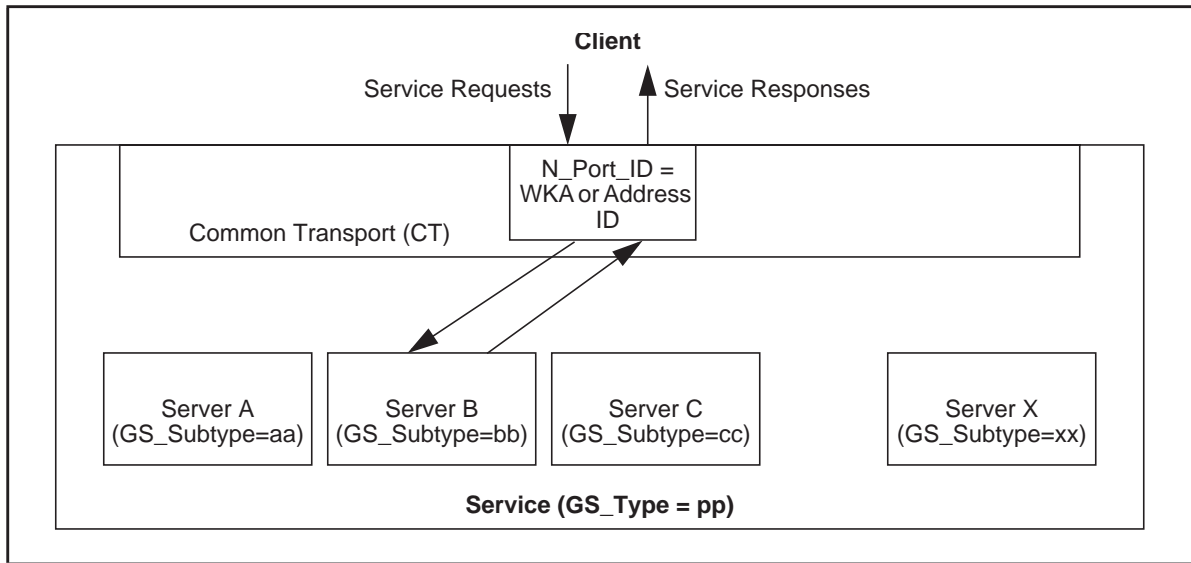 Client
Service Requests
Service Responses
N_Port_ID =
WKA or Address
ID
Common Transport (CT)
Server A
(GS_Subtype=aa)
Server B
(GS_Subtype=bb)
Server C
(GS_Subtype=cc)
Server X
(GS_Subtype=xx)
Service (GS_Type = pp)